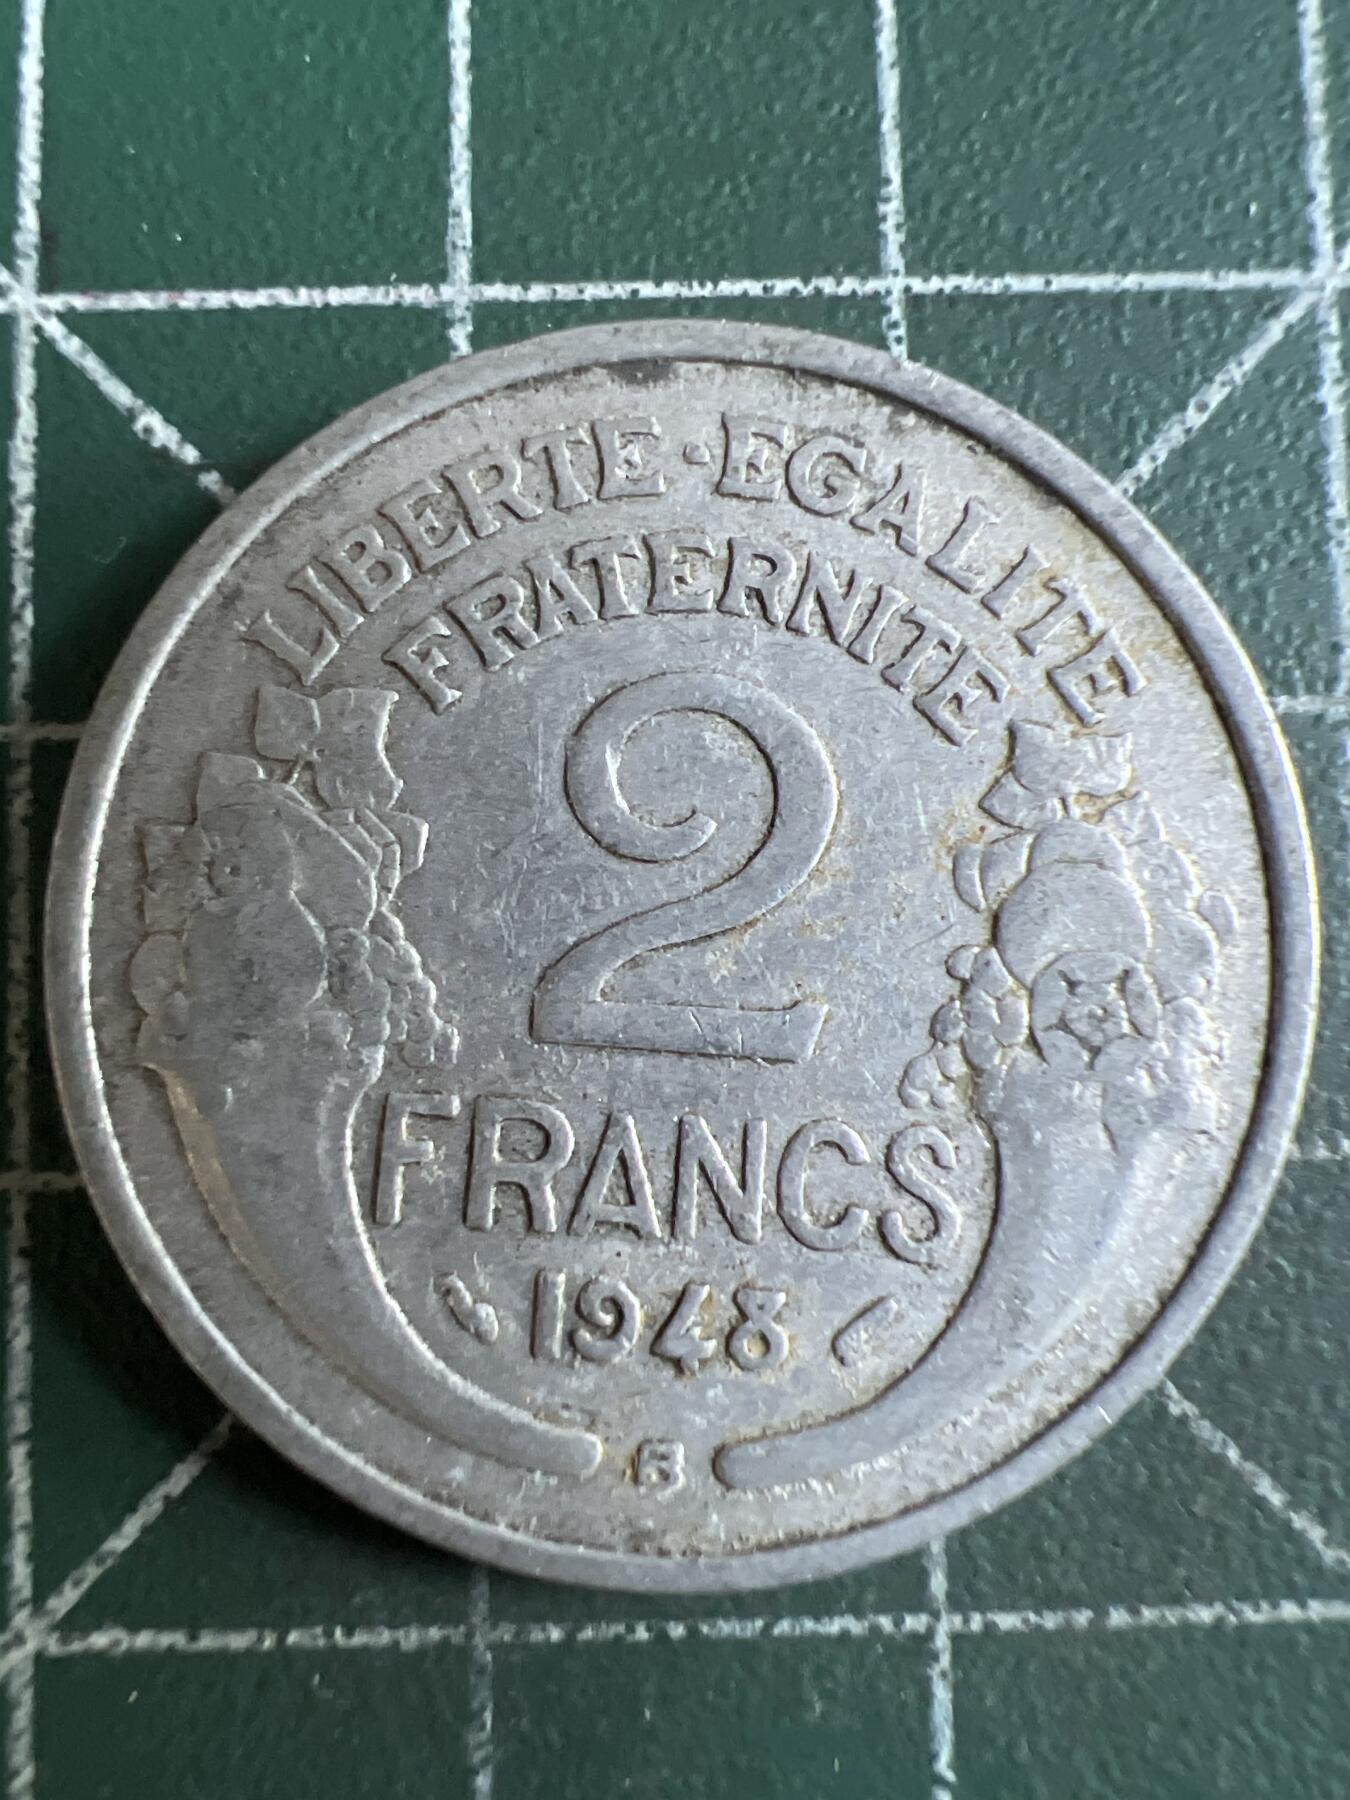 LIBERTE·EGALITE
FRATERNITE
2
FRANCS
1948
B